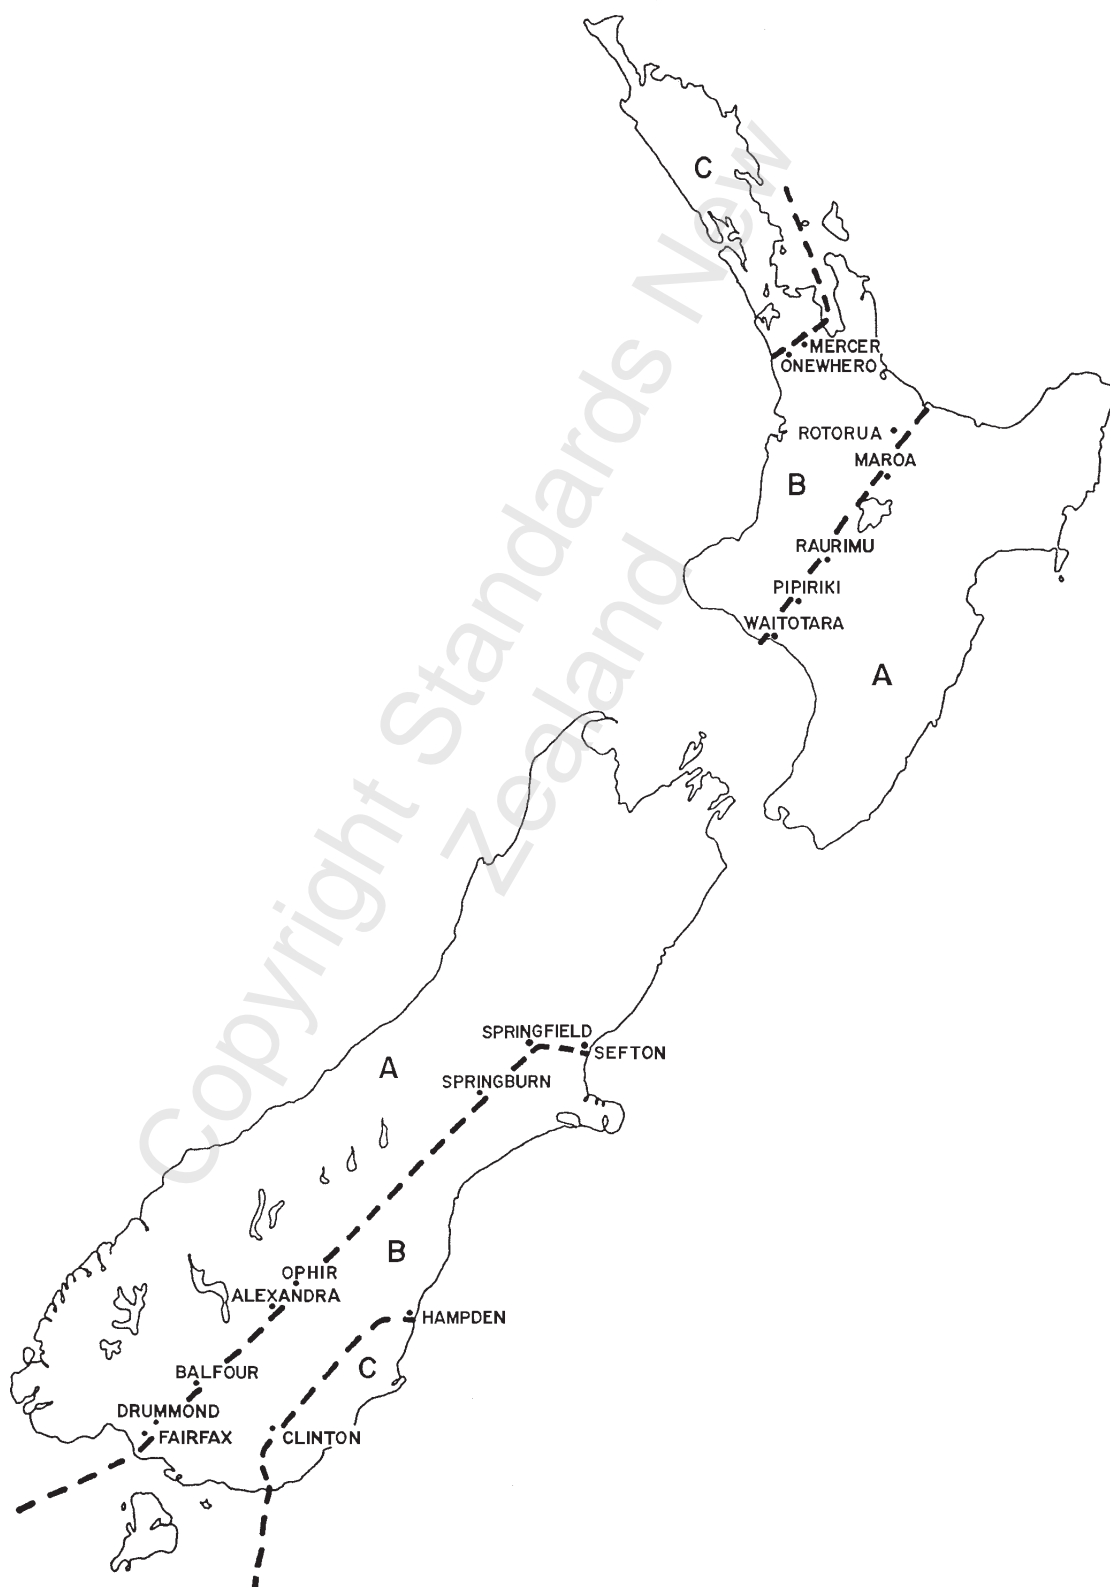 C
MERCER
ONEWHERO
ROTORUA
MAROA
B
RAURIMU
PIPIRIKI
WAITOTARA
A
Copyright Standards New
Zealand
SPRINGFIELD
SEFTON
A
SPRINGBURN
B
OPHIR
ALEXANDRA
HAMPDEN
C
BALFOUR
DRUMMOND
FAIRFAX
CLINTON